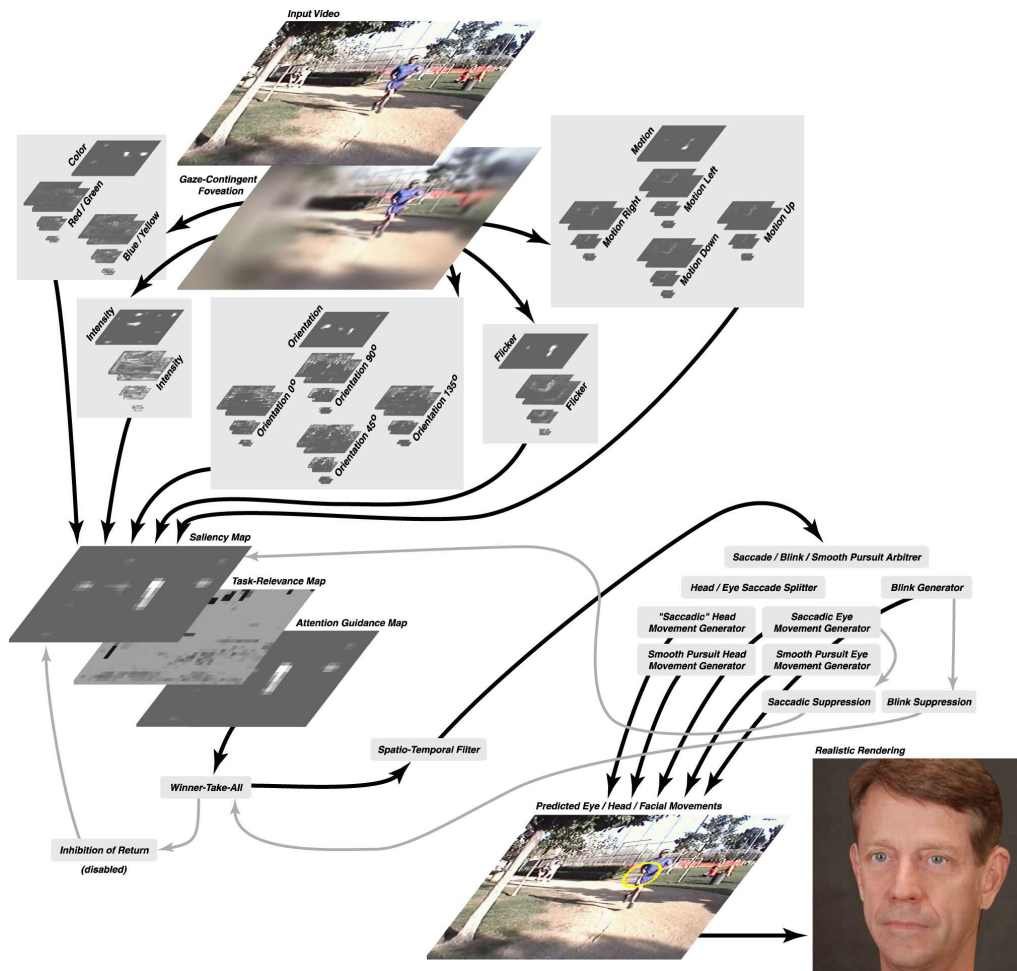 Input Video
Gaze-Contingent
Foveation
Color
Red / Green
Blue / Yellow
Motion
Motion Left
Motion Right
Motion Up
Motion Down
Intensity
Intensity
Orientation
Orientation 90o
Orientation 0o
Orientation 135o
Orientation 45o
Flicker
Flicker
Saliency Map
Task-Relevance Map
Attention Guidance Map
Saccade / Blink / Smooth Pursuit Arbitrer
Head / Eye Saccade Splitter
Blink Generator
"Saccadic" Head
Movement Generator
Saccadic Eye
Movement Generator
Smooth Pursuit Head
Movement Generator
Smooth Pursuit Eye
Movement Generator
Saccadic Suppression
Blink Suppression
Spatio-Temporal Filter
Winner-Take-All
Inhibition of Return
(disabled)
Predicted Eye / Head / Facial Movements
Realistic Rendering